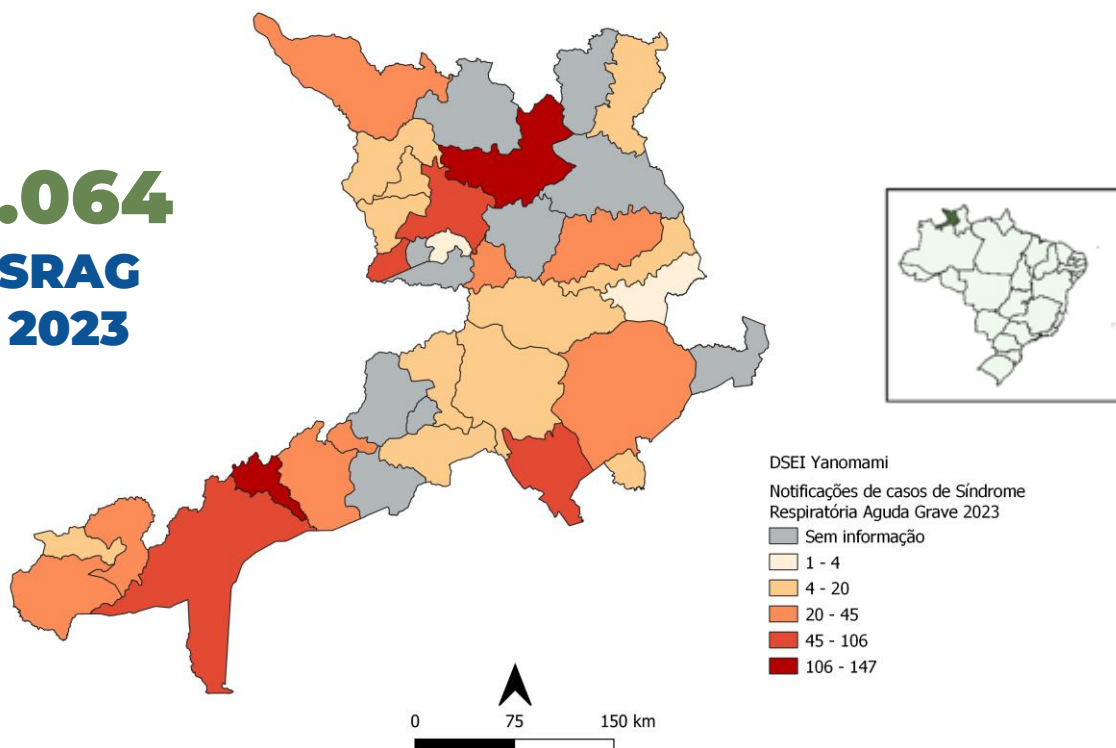 .064
SRAG
2023
DSEI Yanomami
Notificações de casos de Síndrome
Respiratória Aguda Grave 2023
Sem informação
1 - 4
4 - 20
20 - 45
45 - 106
106 - 147
0 75 150 km